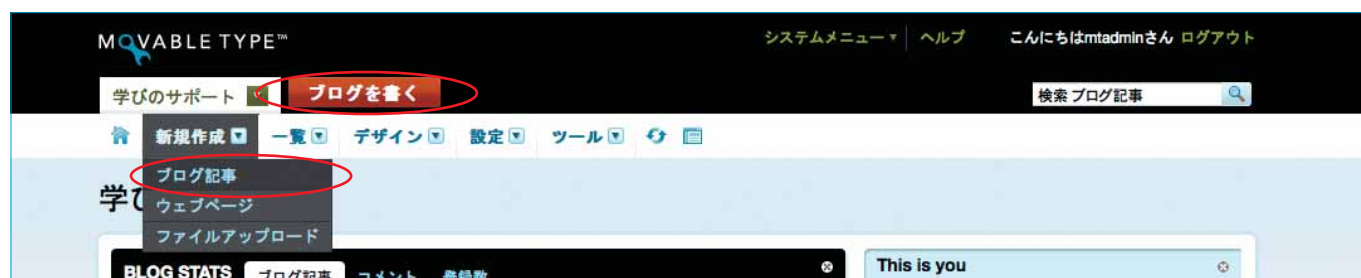 MOVABLE TYPE™ システムメニュー ヘルプ こんにちはmtadminさん ログアウト
学びのサポート ブログを書く 検索 ブログ記事
新規作成 一覧 デザイン 設定 ツール
ブログ記事
学び
ウェブページ
ファイルアップロード
BLOG STATS ブログ記事 コメント 登録数 This is you